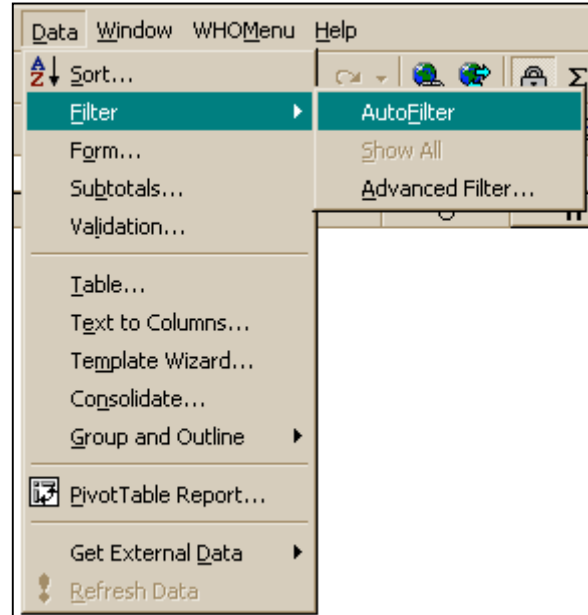 Data Window WHOMenu Help
Sort...
Filter
AutoFilter
Show All
Advanced Filter...
Form...
Subtotals...
Validation...
Table...
Text to Columns...
Template Wizard...
Consolidate...
Group and Outline
PivotTable Report...
Get External Data
Refresh Data